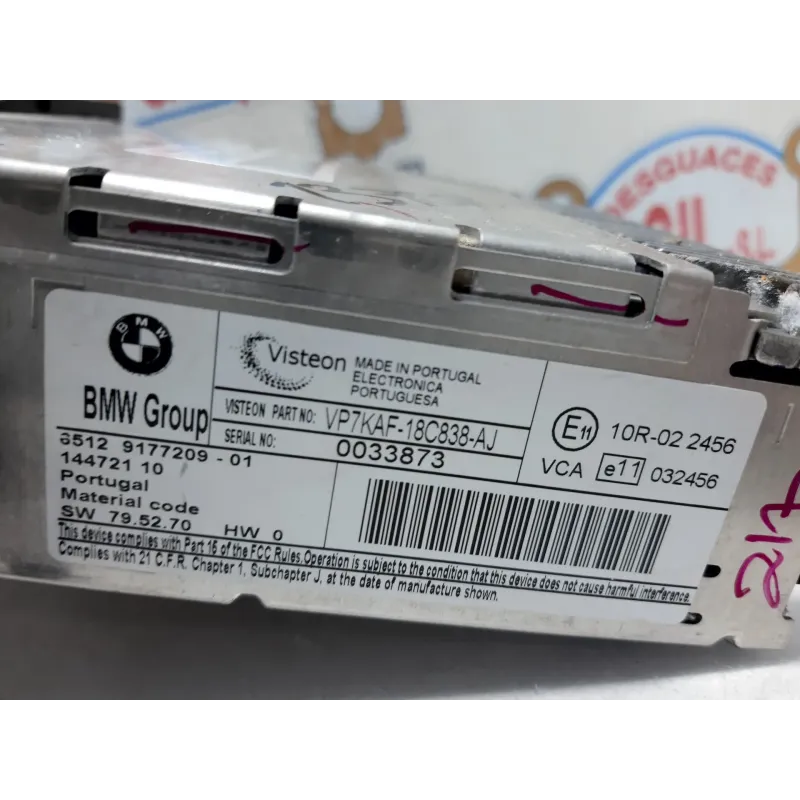 DESGUACES
S.L
BMW
BMW Group
6512 9177209 - 01
144721 10
Portugal
Material code
SW 79.52.70 HW 0
Visteon
MADE IN PORTUGAL
ELECTRONICA
PORTUGUESA
VISTEON PART NO: VP7KAF-18C838-AJ
SERIAL NO: 0033873
E11 10R-02 2456
VCA e11 032456
This device complies with Part 15 of the FCC Rules.Operation is subject to the condition that this device does not cause harmful interference.
Complies with 21 C.F.R. Chapter 1, Subchapter J, at the date of manufacture shown.